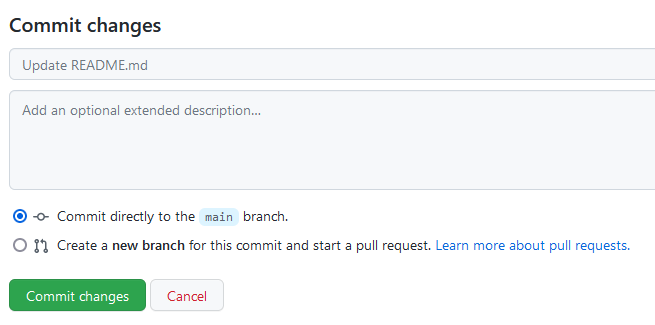 Commit changes
Update README.md
Add an optional extended description...
Commit directly to the main branch.
Create a new branch for this commit and start a pull request. Learn more about pull requests.
Commit changes Cancel